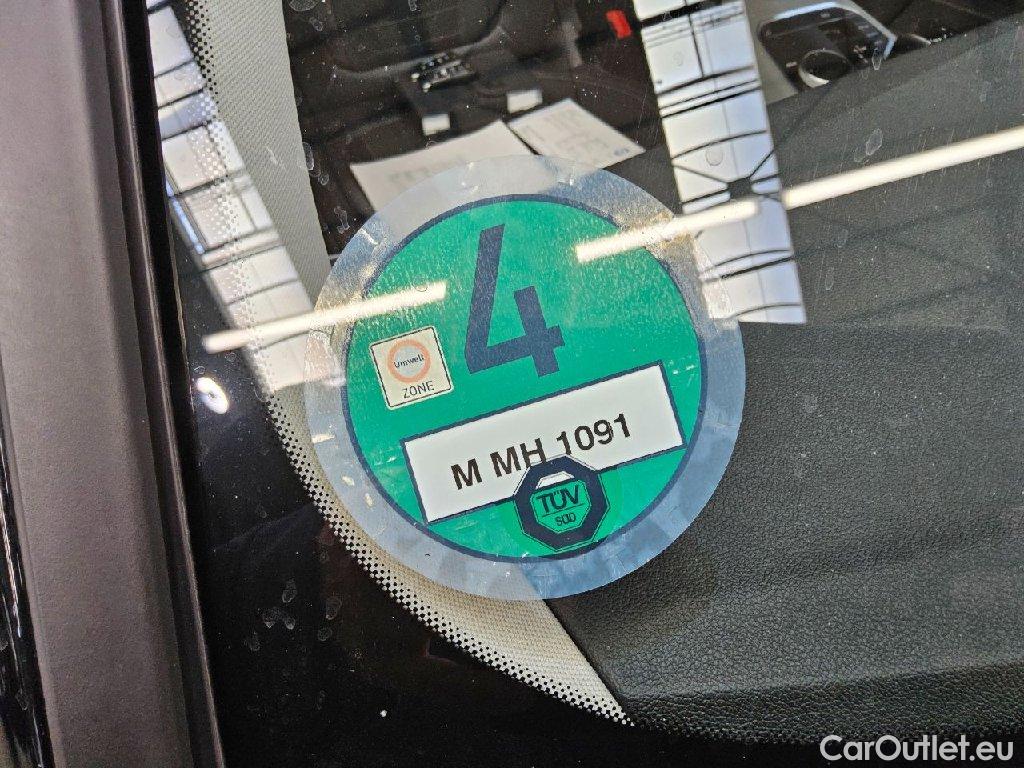 4
Umwelt
ZONE
M MH 1091
TÜV
SÜD
CarOutlet.eu